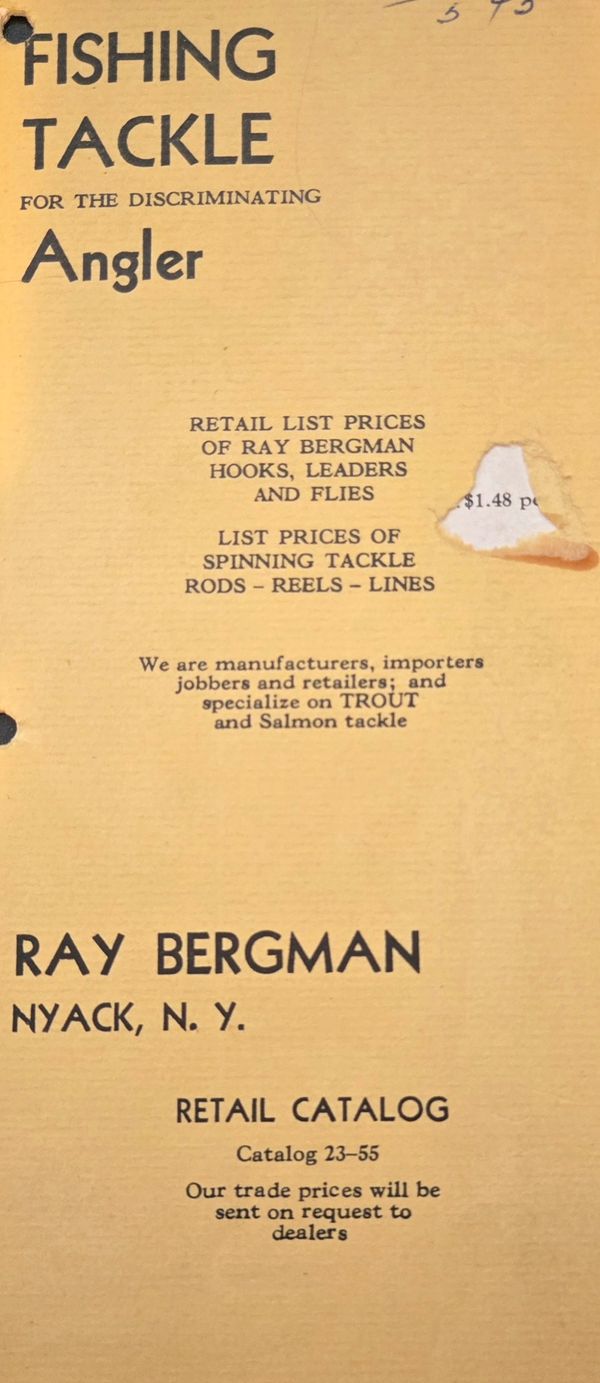 FISHING
TACKLE
FOR THE DISCRIMINATING
Angler
RETAIL LIST PRICES
OF RAY BERGMAN
HOOKS, LEADERS
AND FLIES
$1.48
LIST PRICES OF
SPINNING TACKLE
RODS – REELS – LINES
We are manufacturers, importers
jobbers and retailers; and
specialize on TROUT
and Salmon tackle
RAY BERGMAN
NYACK, N. Y.
RETAIL CATALOG
Catalog 23–55
Our trade prices will be
sent on request to
dealers